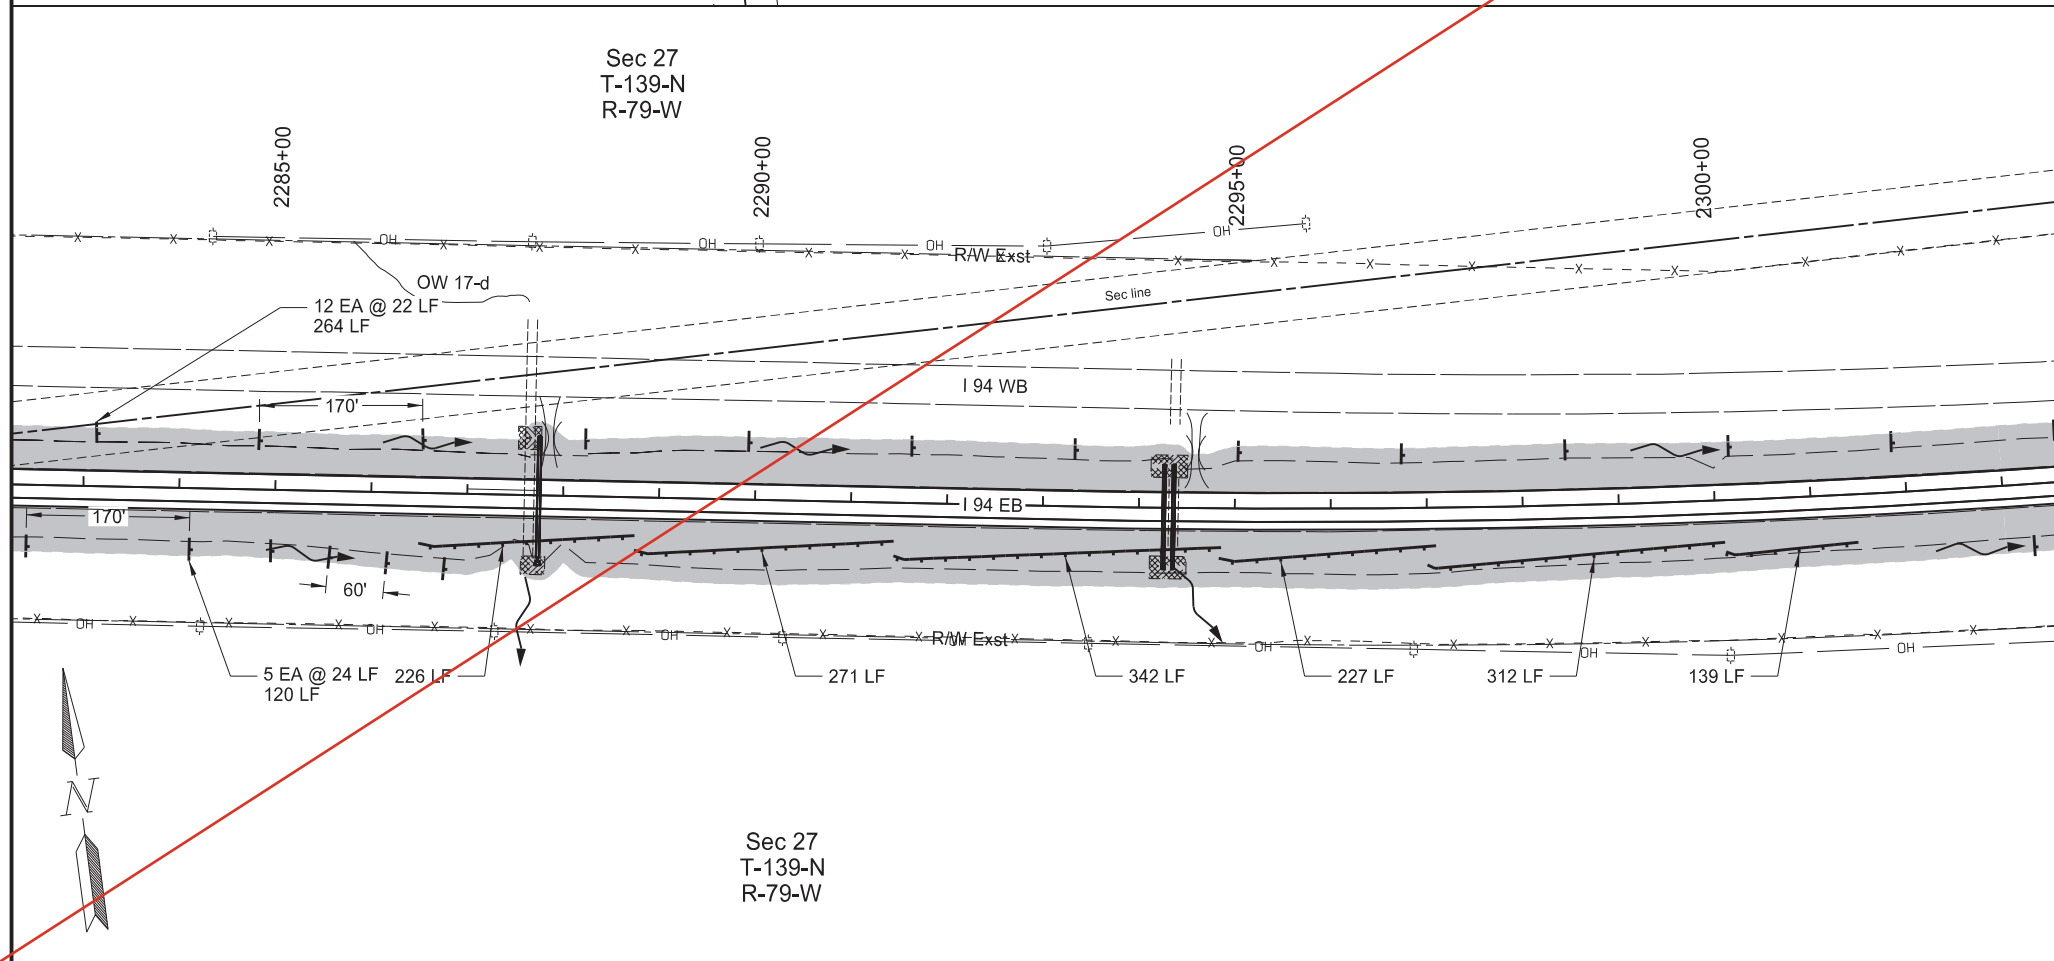 Sec 27
T-139-N
R-79-W
2285+00
2290+00
2295+00
2300+00
OH
OH
OH
OH
OH
R/W Exst
OW 17-d
12 EA @ 22 LF
264 LF
Sec line
I 94 WB
170'
I 94 EB
170'
60'
OH
OH
OH
R/W Exst
OH
OH
OH
OH
5 EA @ 24 LF
120 LF
226 LF
271 LF
342 LF
227 LF
312 LF
139 LF
N
Sec 27
T-139-N
R-79-W